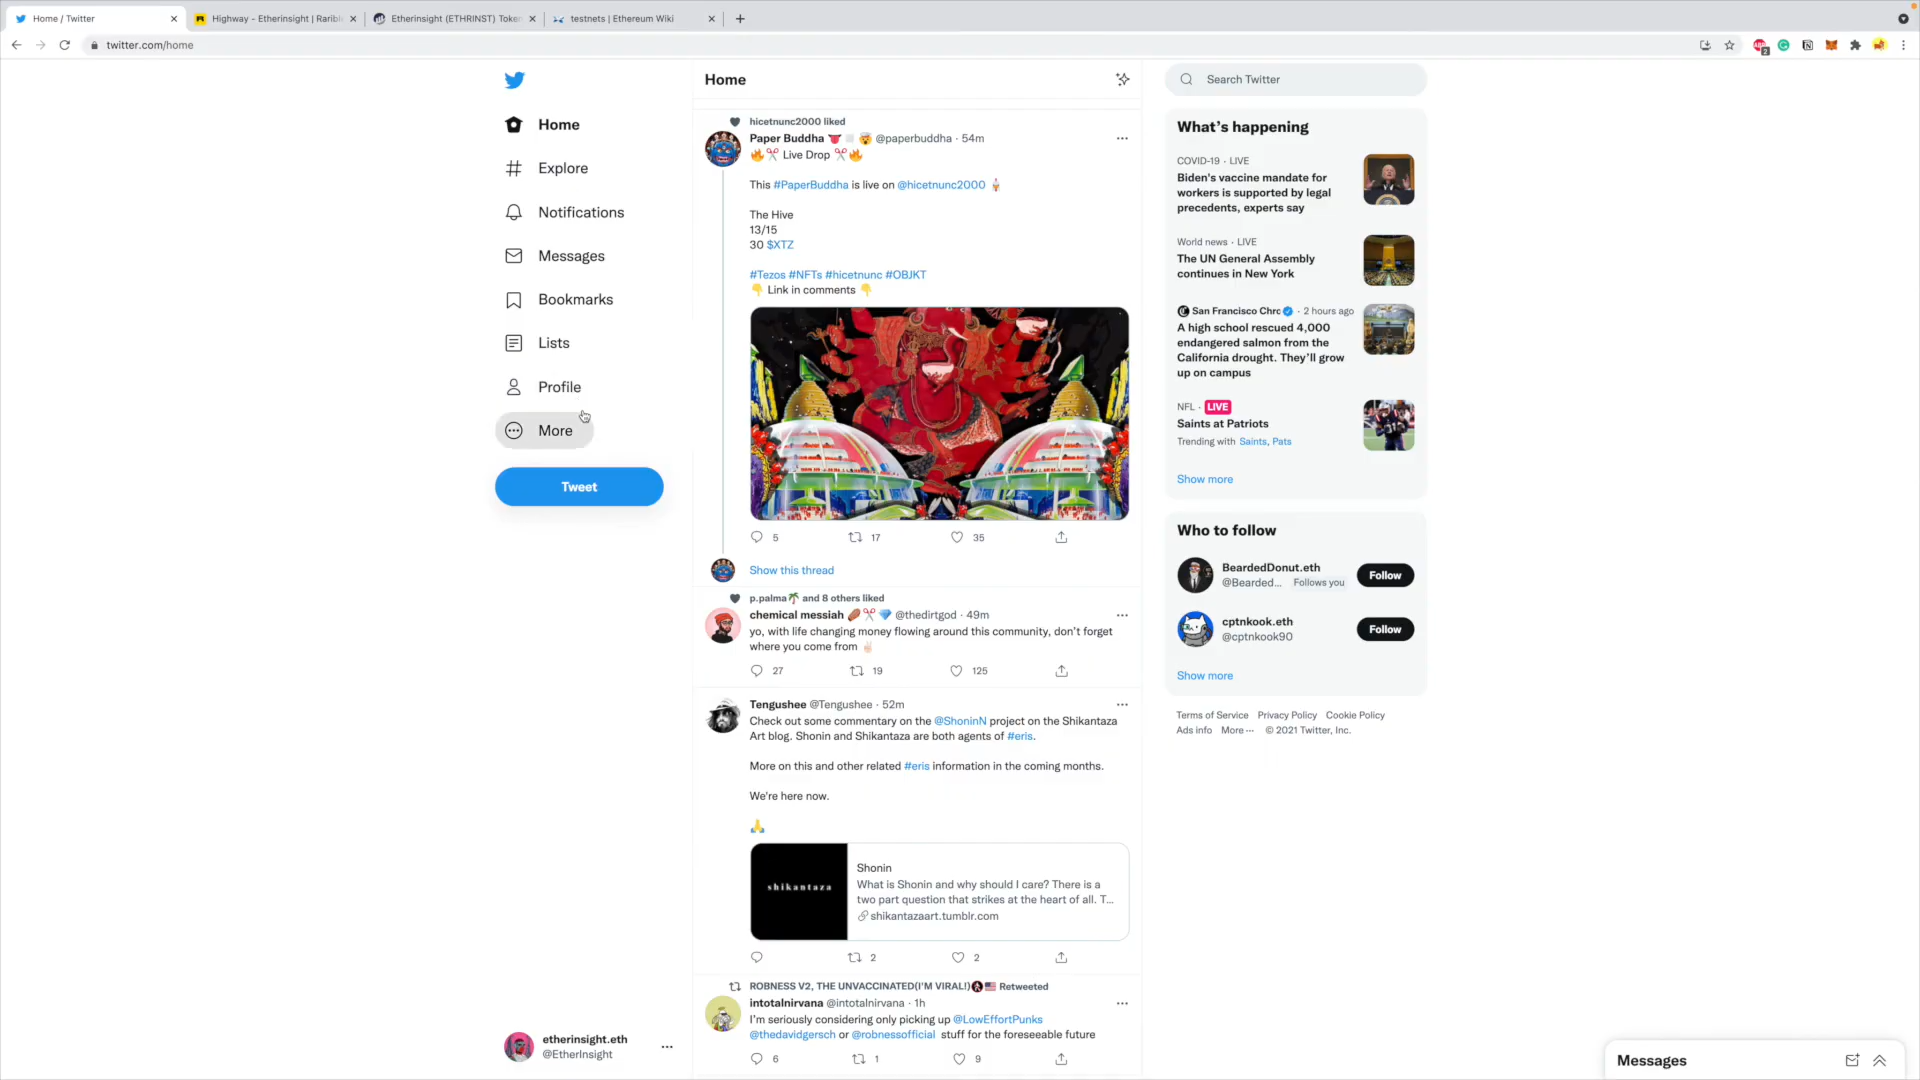 Home / Twitter
Highway - Etherinsight | Rarible
Etherinsight (ETHRINST) Token
testnets | Ethereum Wiki
twitter.com/home
2
Home
Explore
Notifications
Messages
Bookmarks
Lists
Profile
More
Tweet
etherinsight.eth
@EtherInsight
Home
hicetnunc2000 liked
Paper Buddha @paperbuddha · 54m
Live Drop
This #PaperBuddha is live on @hicetnunc2000
The Hive
13/15
30 $XTZ
#Tezos #NFTs #hicetnunc #OBJKT
Link in comments
5 17 35
Show this thread
p.palma and 8 others liked
chemical messiah @thedirtgod · 49m
yo, with life changing money flowing around this community, don't forget
where you come from
27 19 125
Tengushee @Tengushee · 52m
Check out some commentary on the @ShoninN project on the Shikantaza
Art blog. Shonin and Shikantaza are both agents of #eris.
More on this and other related #eris information in the coming months.
We're here now.
shikantaza
Shonin
What is Shonin and why should I care? There is a
two part question that strikes at the heart of all. T...
shikantazaart.tumblr.com
2 2
ROBNESS V2, THE UNVACCINATED(I'M VIRAL!) Retweeted
intotalnirvana @intotalnirvana · 1h
I'm seriously considering only picking up @LowEffortPunks
@thedavidgersch or @robnessofficial stuff for the foreseeable future
6 1 9
Search Twitter
What's happening
COVID-19 · LIVE
Biden's vaccine mandate for
workers is supported by legal
precedents, experts say
World news · LIVE
The UN General Assembly
continues in New York
San Francisco Chrc · 2 hours ago
A high school rescued 4,000
endangered salmon from the
California drought. They'll grow
up on campus
NFL · LIVE
Saints at Patriots
Trending with Saints, Pats
Show more
Who to follow
BeardedDonut.eth
@Bearded... Follows you
Follow
cptnkook.eth
@cptnkook90
Follow
Show more
Terms of Service Privacy Policy Cookie Policy
Ads info More ··· © 2021 Twitter, Inc.
Messages